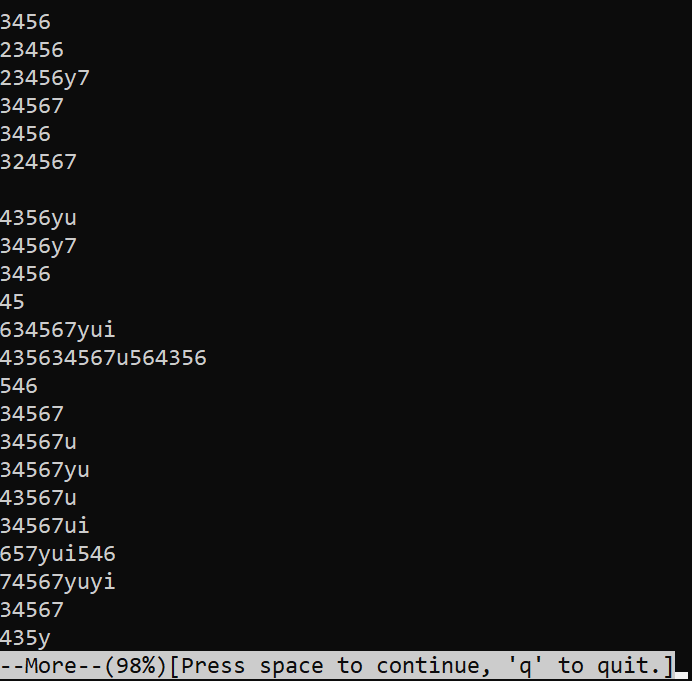 3456
23456
23456y7
34567
3456
324567

4356yu
3456y7
3456
45
634567yui
435634567u564356
546
34567
34567u
34567yu
43567u
34567ui
657yui546
74567yuyi
34567
435y
--More--(98%)[Press space to continue, 'q' to quit.]